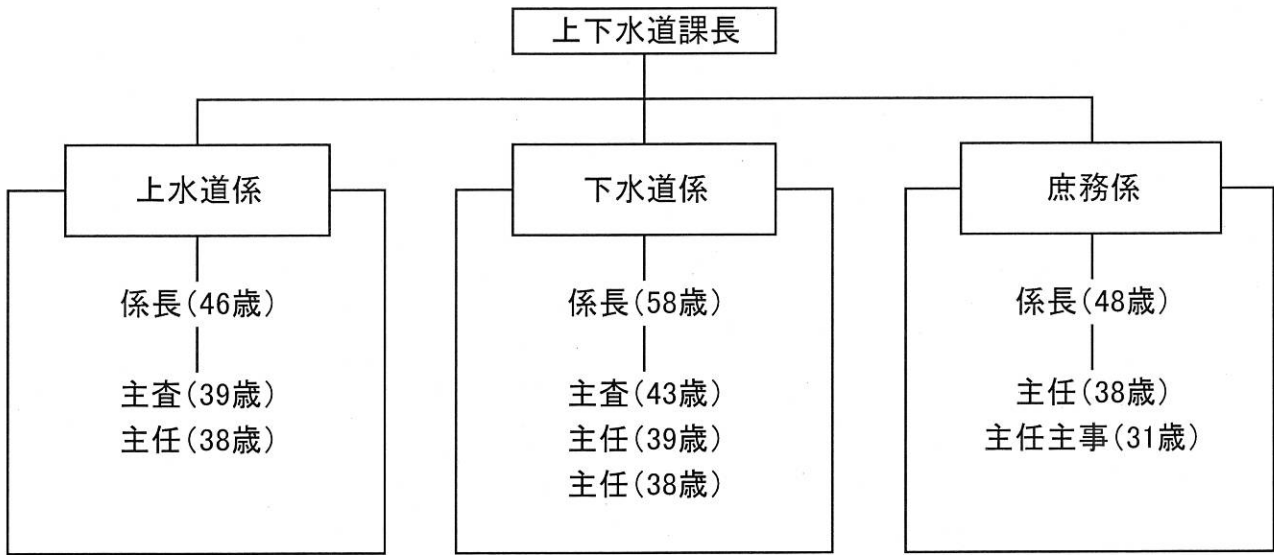 上下水道課長
上水道係
係長(46歳)
主査(39歳)
主任(38歳)
下水道係
係長(58歳)
主査(43歳)
主任(39歳)
主任(38歳)
庶務係
係長(48歳)
主任(38歳)
主任主事(31歳)